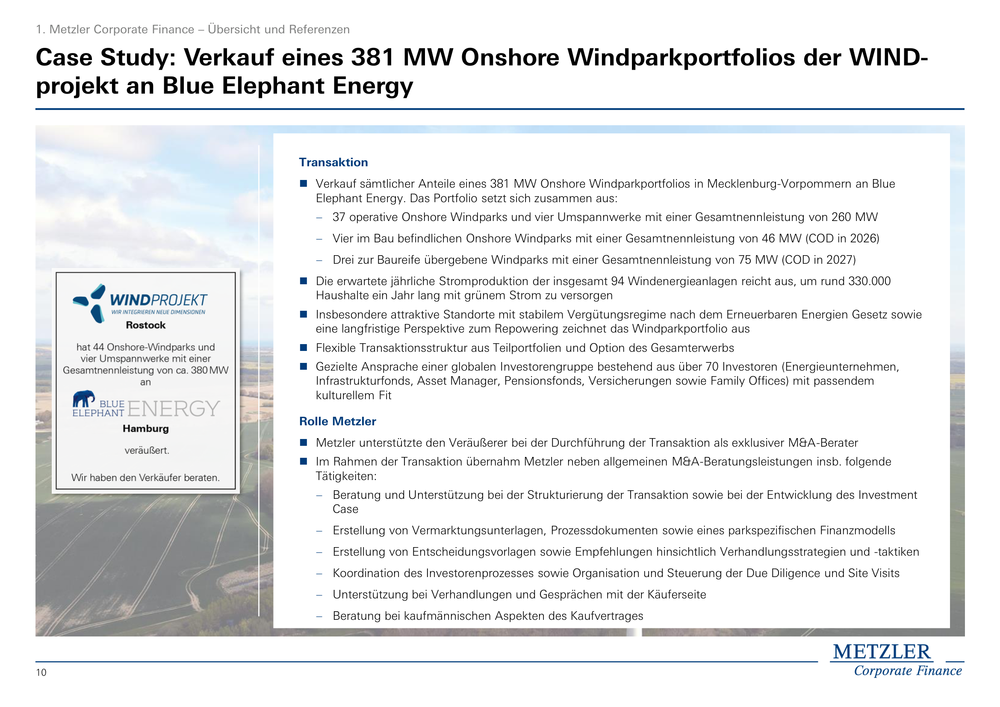 1. Metzler Corporate Finance – Übersicht und Referenzen
Case Study: Verkauf eines 381 MW Onshore Windparkportfolios der WIND-
projekt an Blue Elephant Energy
WINDPROJEKT
WIR INTEGRIEREN NEUE DIMENSIONEN
Rostock
hat 44 Onshore-Windparks und
vier Umspannwerke mit einer
Gesamtnennleistung von ca. 380 MW
an
BLUE
ELEPHANT ENERGY
Hamburg
veräußert.
Wir haben den Verkäufer beraten.
Transaktion
■ Verkauf sämtlicher Anteile eines 381 MW Onshore Windparkportfolios in Mecklenburg-Vorpommern an Blue
Elephant Energy. Das Portfolio setzt sich zusammen aus:
– 37 operative Onshore Windparks und vier Umspannwerke mit einer Gesamtnennleistung von 260 MW
– Vier im Bau befindlichen Onshore Windparks mit einer Gesamtnennleistung von 46 MW (COD in 2026)
– Drei zur Baureife übergebene Windparks mit einer Gesamtnennleistung von 75 MW (COD in 2027)
■ Die erwartete jährliche Stromproduktion der insgesamt 94 Windenergieanlagen reicht aus, um rund 330.000
Haushalte ein Jahr lang mit grünem Strom zu versorgen
■ Insbesondere attraktive Standorte mit stabilem Vergütungsregime nach dem Erneuerbaren Energien Gesetz sowie
eine langfristige Perspektive zum Repowering zeichnet das Windparkportfolio aus
■ Flexible Transaktionsstruktur aus Teilportfolien und Option des Gesamterwerbs
■ Gezielte Ansprache einer globalen Investorengruppe bestehend aus über 70 Investoren (Energieunternehmen,
Infrastrukturfonds, Asset Manager, Pensionsfonds, Versicherungen sowie Family Offices) mit passendem
kulturellem Fit
Rolle Metzler
■ Metzler unterstützte den Veräußerer bei der Durchführung der Transaktion als exklusiver M&A-Berater
■ Im Rahmen der Transaktion übernahm Metzler neben allgemeinen M&A-Beratungsleistungen insb. folgende
Tätigkeiten:
– Beratung und Unterstützung bei der Strukturierung der Transaktion sowie bei der Entwicklung des Investment
Case
– Erstellung von Vermarktungsunterlagen, Prozessdokumenten sowie eines parkspezifischen Finanzmodells
– Erstellung von Entscheidungsvorlagen sowie Empfehlungen hinsichtlich Verhandlungsstrategien und -taktiken
– Koordination des Investorenprozesses sowie Organisation und Steuerung der Due Diligence und Site Visits
– Unterstützung bei Verhandlungen und Gesprächen mit der Käuferseite
– Beratung bei kaufmännischen Aspekten des Kaufvertrages
METZLER
Corporate Finance
10